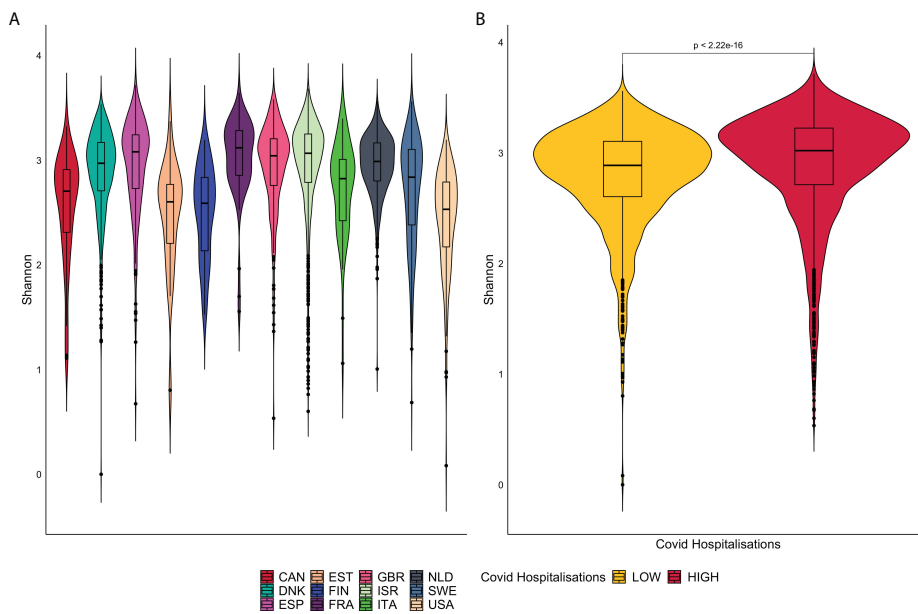 A
B
4
3
2
1
0
Shannon
4
3
2
1
0
Shannon
p < 2.22e-16
Covid Hospitalisations
CAN EST GBR NLD
DNK FIN ISR SWE
ESP FRA ITA USA
Covid Hospitalisations LOW HIGH